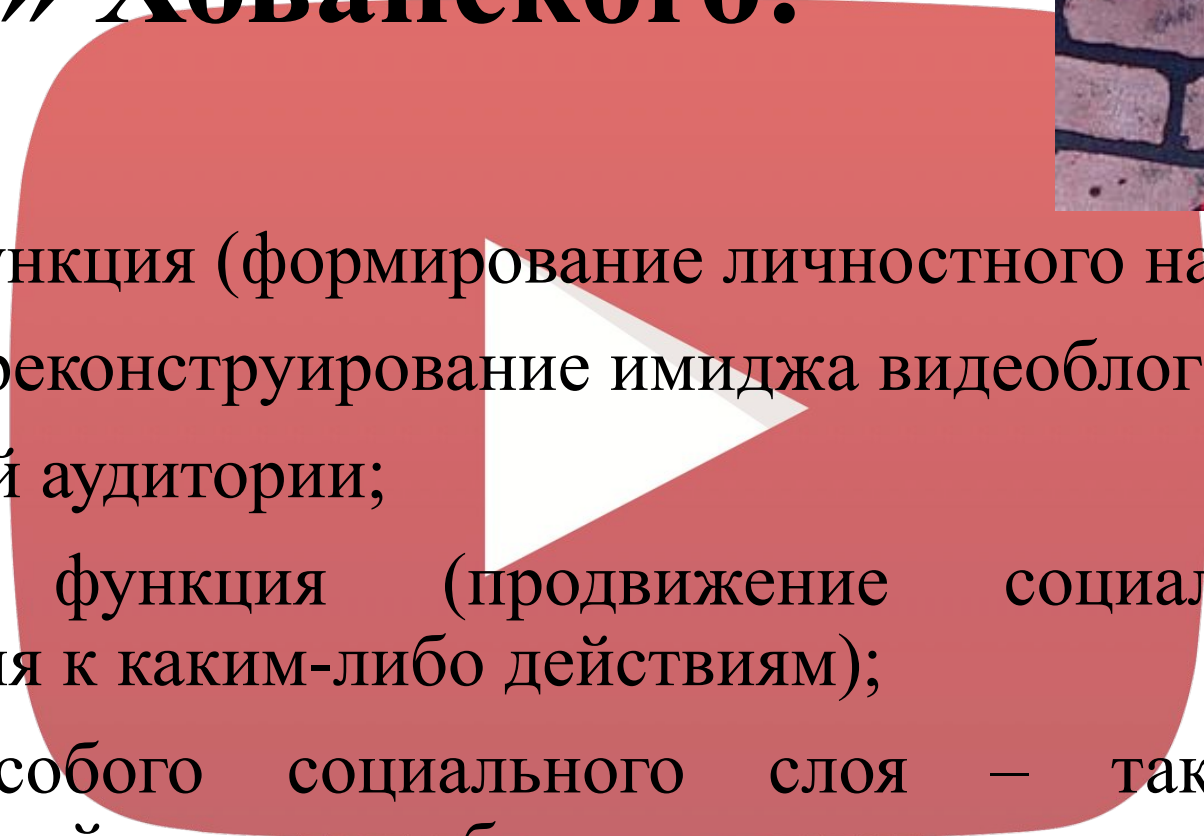 » Хованского:
нкция (формирование личностного на
реконструирование имиджа видеоблог
й аудитории;
функция (продвижение социал
я к каким-либо действиям);
собого социального слоя – так